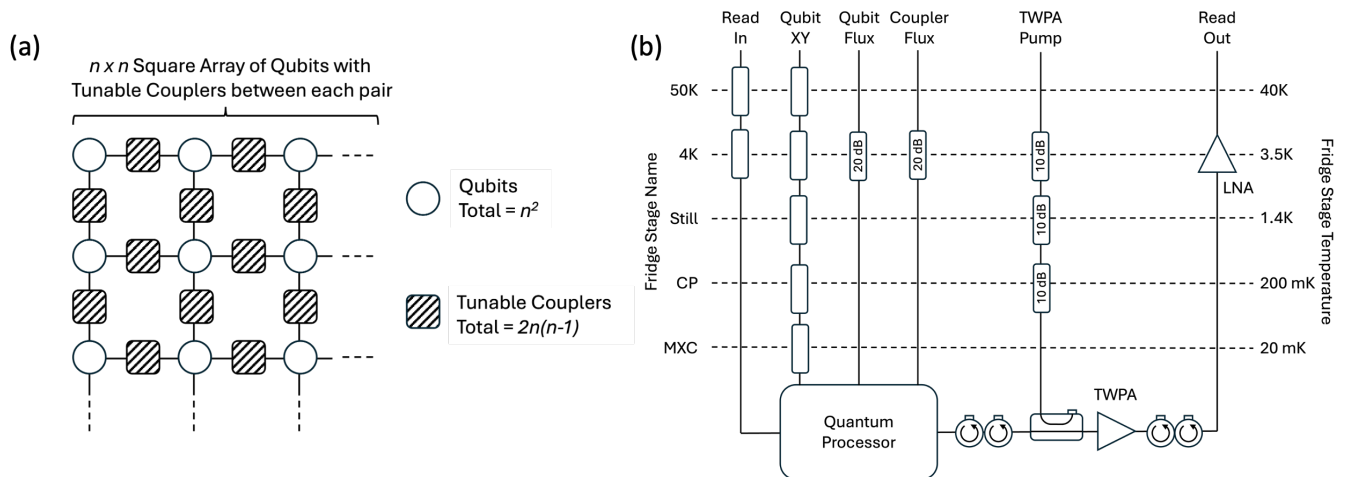 (a)
n x n Square Array of Qubits with
Tunable Couplers between each pair
Qubits
Total = n²
Tunable Couplers
Total = 2n(n-1)
(b)
Read
In
Qubit
XY
Qubit
Flux
Coupler
Flux
TWPA
Pump
Read
Out
Fridge Stage Name
50K
40K
4K
20 dB
20 dB
10 dB
3.5K
LNA
Still
10 dB
1.4K
CP
10 dB
200 mK
MXC
20 mK
Fridge Stage Temperature
TWPA
Quantum
Processor